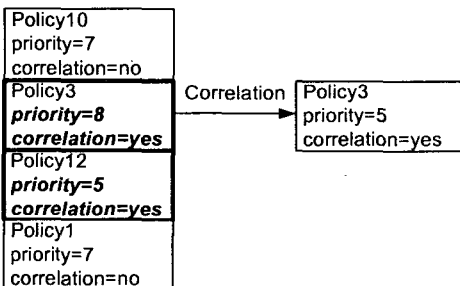 Policy10
priority=7
correlation=no
Policy3
priority=8
correlation=yes
Policy12
priority=5
correlation=yes
Policy1
priority=7
correlation=no
Correlation
Policy3
priority=5
correlation=yes